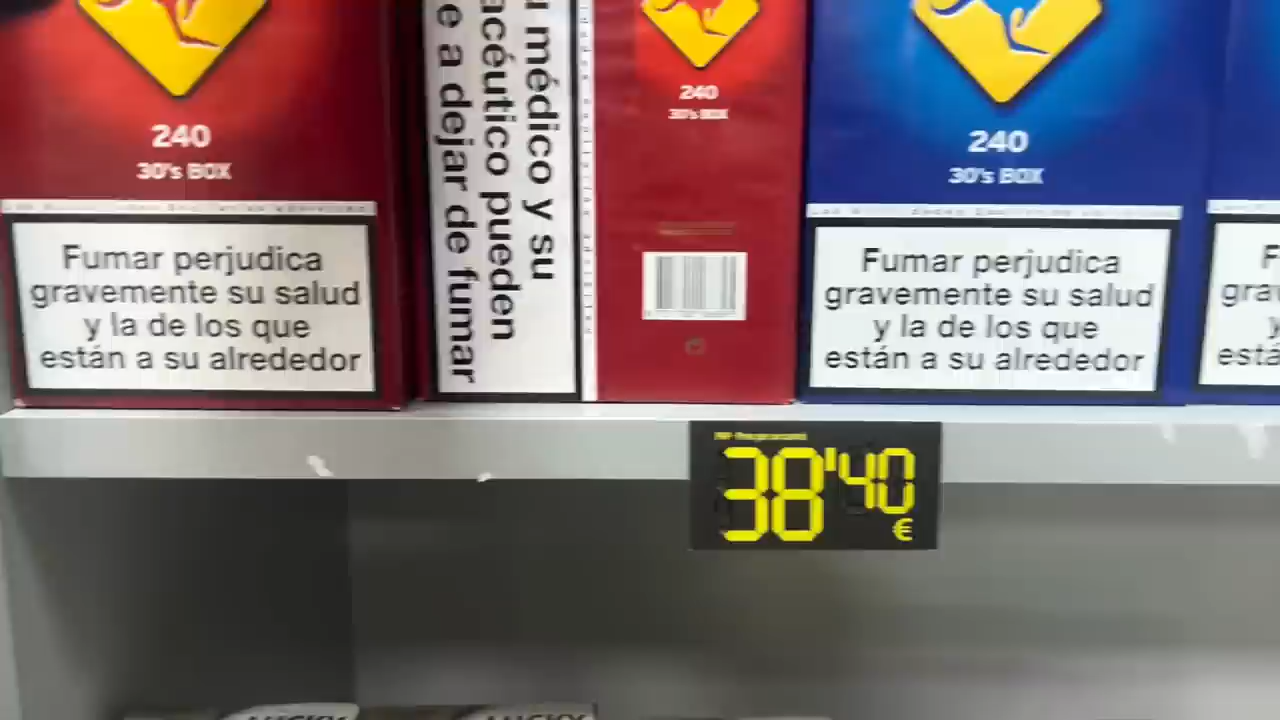 240
30's BOX
Fumar perjudica
gravemente su salud
y la de los que
están a su alrededor
médico y su
acéutico pueden
e a dejar de fumar
240
30's BOX
240
30's BOX
Fumar perjudica
gravemente su salud
y la de los que
están a su alrededor
38'40
€